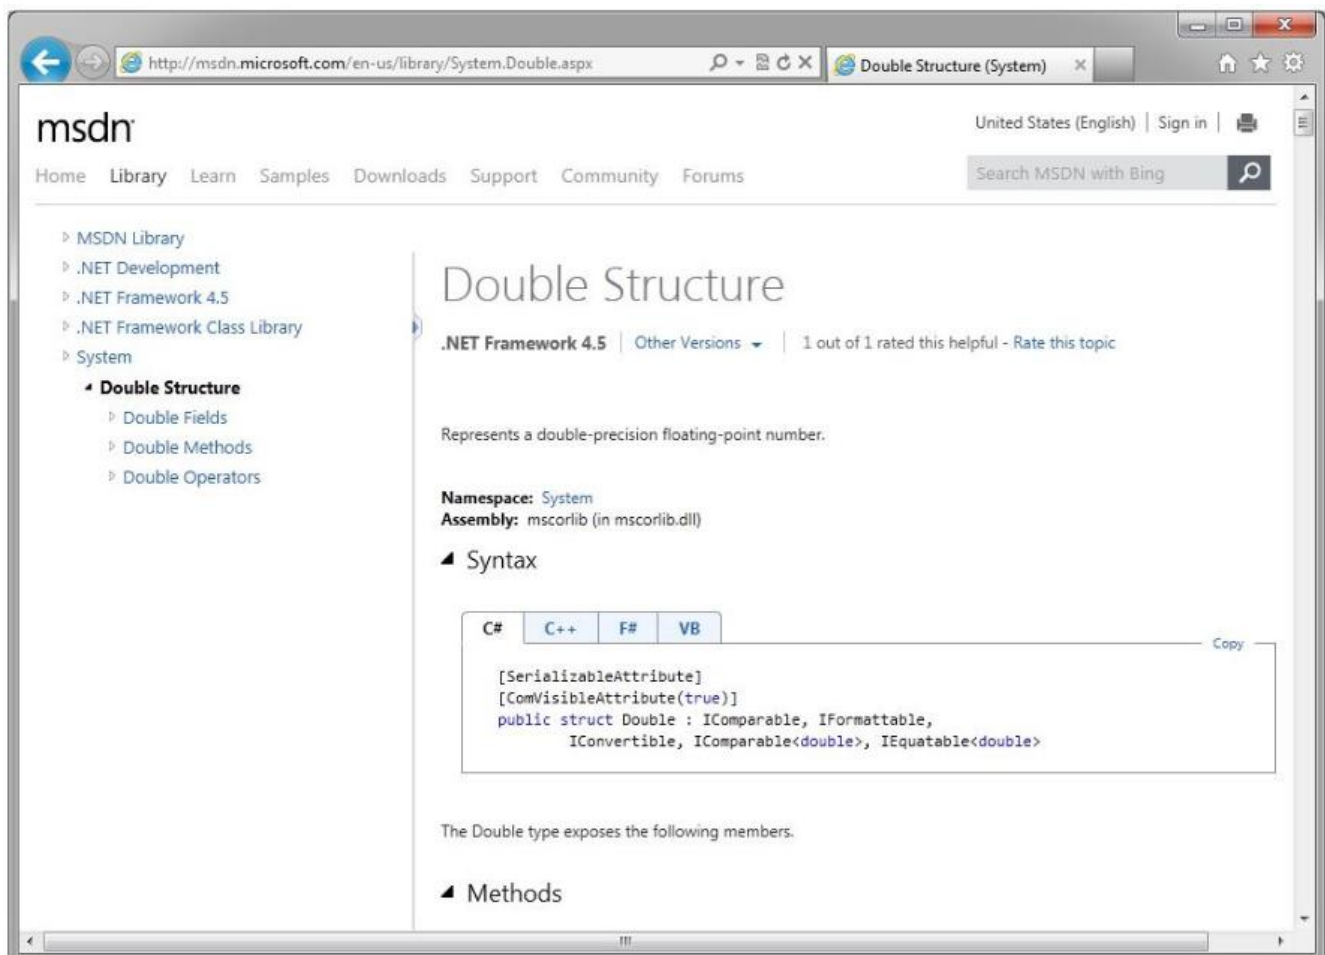 http://msdn.microsoft.com/en-us/library/System.Double.aspx
Double Structure (System)
msdn
United States (English) | Sign in |
Home Library Learn Samples Downloads Support Community Forums
Search MSDN with Bing
MSDN Library
.NET Development
.NET Framework 4.5
.NET Framework Class Library
System
Double Structure
Double Fields
Double Methods
Double Operators
Double Structure
.NET Framework 4.5 | Other Versions | 1 out of 1 rated this helpful - Rate this topic
Represents a double-precision floating-point number.
Namespace: System
Assembly: mscorlib (in mscorlib.dll)
Syntax
C# C++ F# VB
Copy
[SerializableAttribute]
[ComVisibleAttribute(true)]
public struct Double : IComparable, IFormattable,
IConvertible, IComparable<double>, IEquatable<double>
The Double type exposes the following members.
Methods